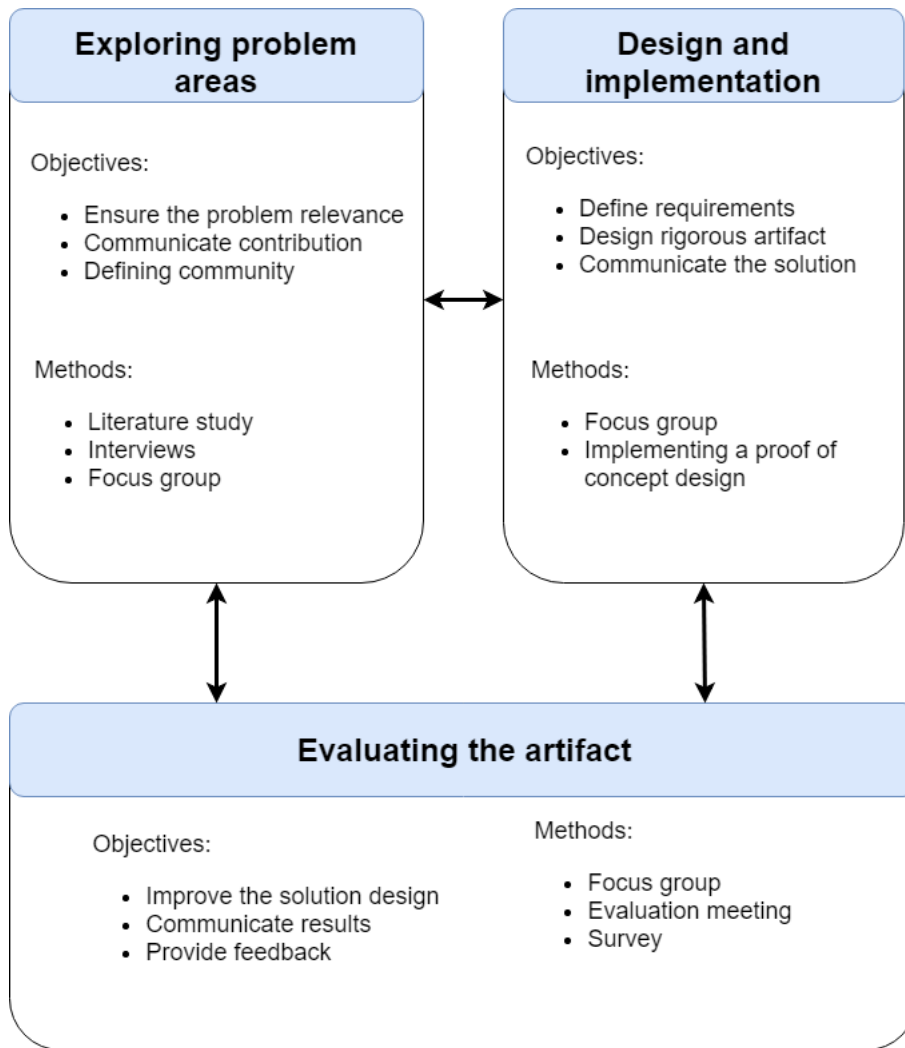 Exploring problem
areas
Objectives:
• Ensure the problem relevance
• Communicate contribution
• Defining community
Methods:
• Literature study
• Interviews
• Focus group
Design and
implementation
Objectives:
• Define requirements
• Design rigorous artifact
• Communicate the solution
Methods:
• Focus group
• Implementing a proof of
concept design
Evaluating the artifact
Objectives:
• Improve the solution design
• Communicate results
• Provide feedback
Methods:
• Focus group
• Evaluation meeting
• Survey